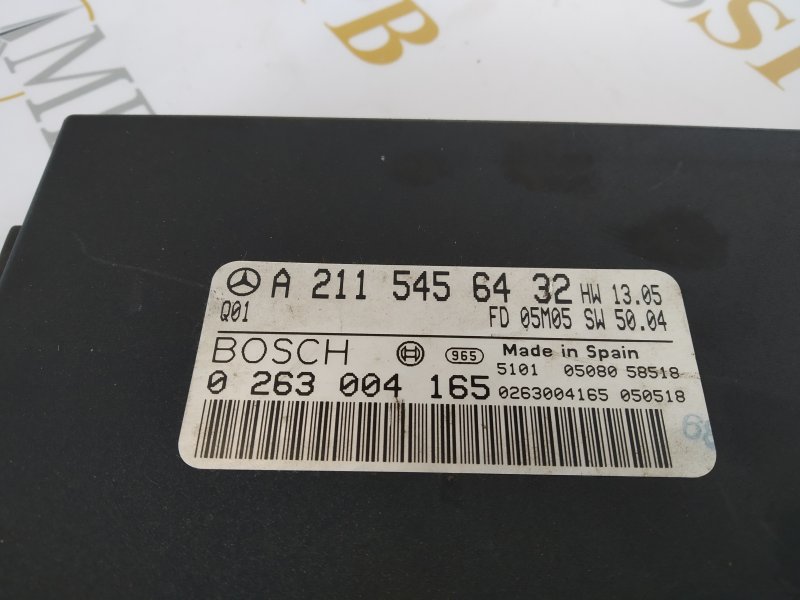 A 211 545 64 32 HW 13.05
Q01 FD 05M05 SW 50.04
BOSCH 965 Made in Spain
5101 05080 58518
0 263 004 165 0263004165 050518